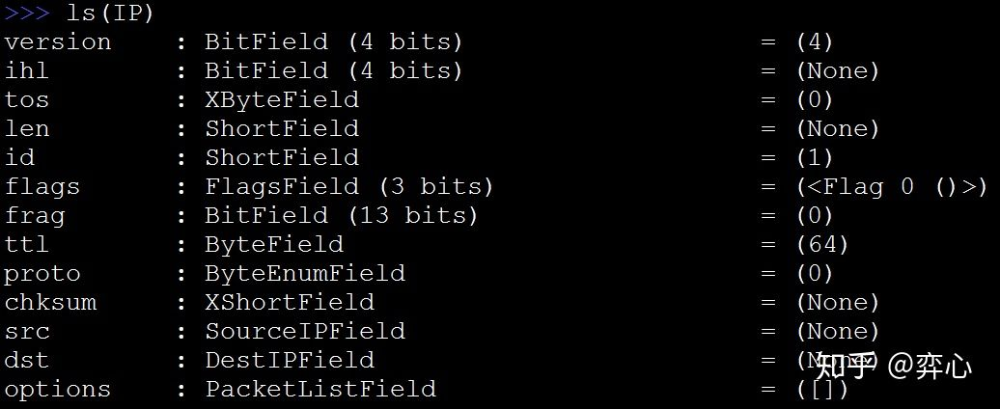 >>> ls(IP)
version : BitField (4 bits) = (4)
ihl : BitField (4 bits) = (None)
tos : XByteField = (0)
len : ShortField = (None)
id : ShortField = (1)
flags : FlagsField (3 bits) = (<Flag 0 ()>)
frag : BitField (13 bits) = (0)
ttl : ByteField = (64)
proto : ByteEnumField = (0)
chksum : XShortField = (None)
src : SourceIPField = (None)
dst : DestIPField = (None)
知乎 @弈心
options : PacketListField = ([])